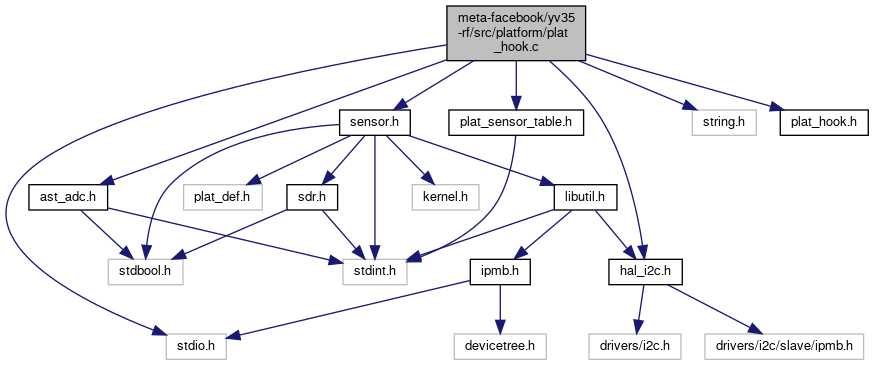 meta-facebook/yv35
-rf/src/platform/plat
_hook.c
sensor.h
plat_sensor_table.h
string.h
plat_hook.h
ast_adc.h
plat_def.h
sdr.h
kernel.h
libutil.h
stdbool.h
stdint.h
ipmb.h
hal_i2c.h
stdio.h
devicetree.h
drivers/i2c.h
drivers/i2c/slave/ipmb.h